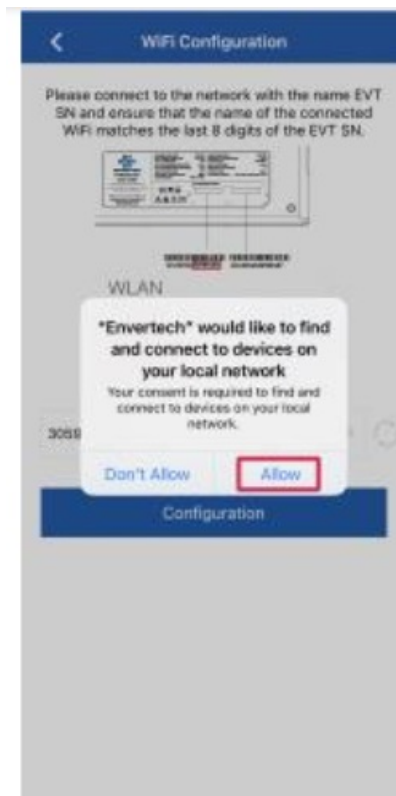 WiFi Configuration
Please connect to the network with the name EVT
SN and ensure that the name of the connected
WiFi matches the last 8 digits of the EVT SN.
WLAN
"Envertech" would like to find
and connect to devices on
your local network
Your consent is required to find and
connect to devices on your local
network.
3059
Don't Allow
Allow
Configuration